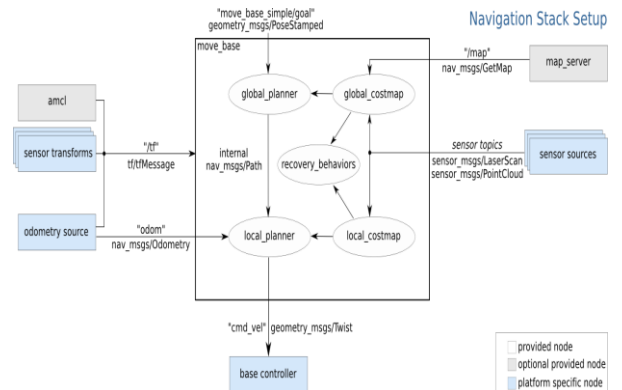 "move_base_simple/goal"
geometry_msgs/PoseStamped
Navigation Stack Setup
move_base
"/map"
nav_msgs/GetMap
map_server
amcl
global_planner
global_costmap
sensor transforms
"/tf"
tf/tfMessage
internal
nav_msgs/Path
recovery_behaviors
sensor topics
sensor_msgs/LaserScan
sensor_msgs/PointCloud
sensor sources
odometry source
"odom"
nav_msgs/Odometry
local_planner
local_costmap
"cmd_vel" geometry_msgs/Twist
base controller
provided node
optional provided node
platform specific node